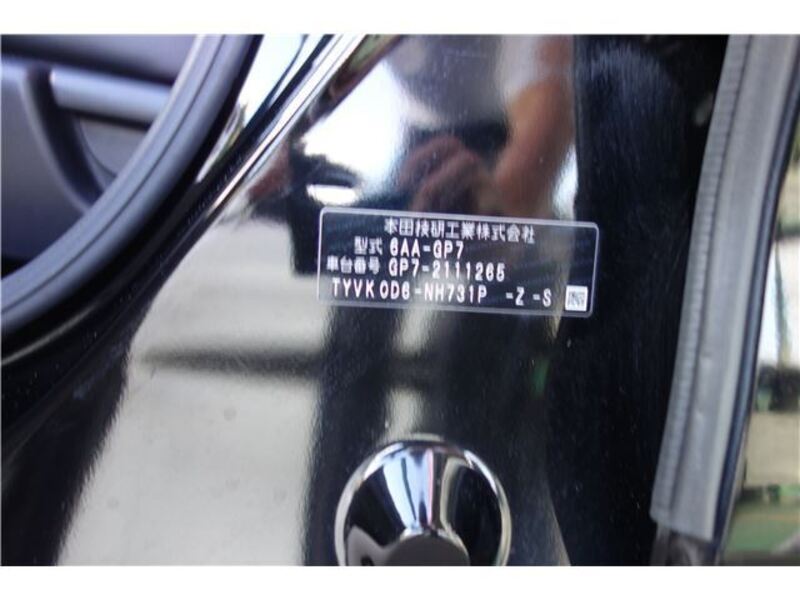 本田技研工業株式会社
型式 6AA-GP7
車台番号 GP7-2111265
TYVK0D6-NH731P -Z-S